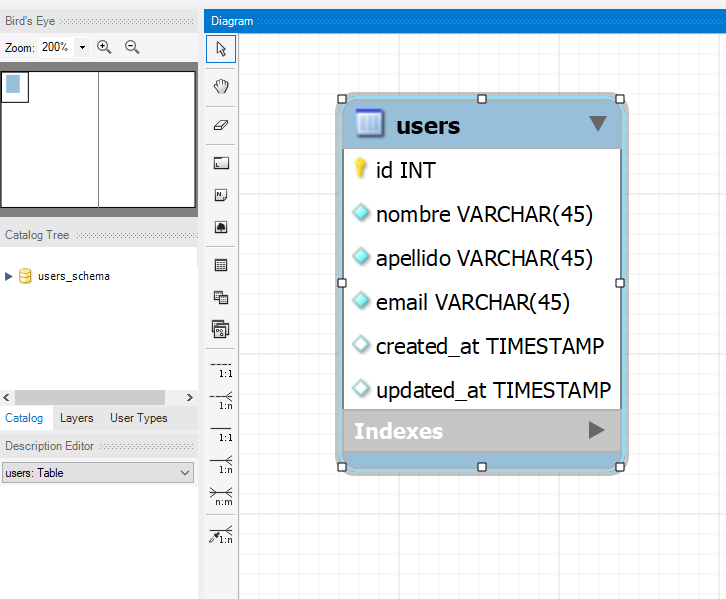 Bird's Eye
Zoom: 200%
Catalog Tree
users_schema
Catalog Layers User Types
Description Editor
users: Table
Diagram
1:1
1:n
1:1
1:n
n:m
1:n
users
id INT
nombre VARCHAR(45)
apellido VARCHAR(45)
email VARCHAR(45)
created_at TIMESTAMP
updated_at TIMESTAMP
Indexes